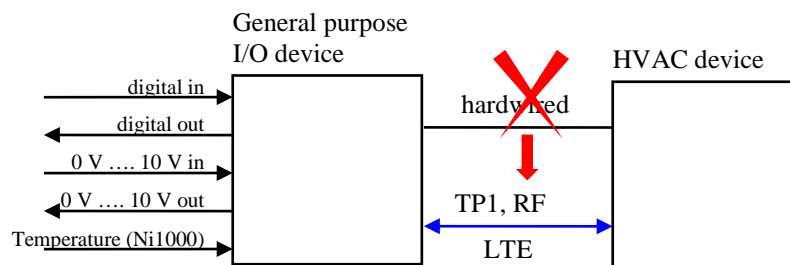 General purpose
I/O device
HVAC device
digital in
hardwired
digital out
0 V …. 10 V in
0 V …. 10 V out
TP1, RF
Temperature (Ni1000)
LTE